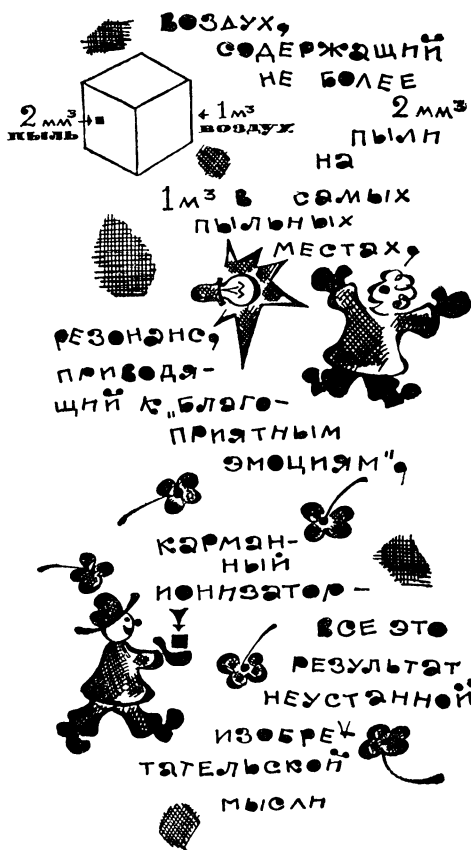 ВОЗДУХ,
СОДЕРЖАЩИЙ
НЕ БОЛЕЕ
2 мм³
пыль
1 м³
воздух
2 мм³
ПЫЛИ
НА
1 м³ В САМЫХ
ПЫЛЬНЫХ
МЕСТАХ,
РЕЗОНАНС,
ПРИВОДЯ-
ЩИЙ К „БЛАГО-
ПРИЯТНЫМ
ЭМОЦИЯМ",
КАРМАН-
НЫЙ
ИОНИЗАТОР-
ВСЕ ЭТО
РЕЗУЛЬТАТ
НЕУСТАННОЙ
ИЗОБРЕ
ТАТЕЛЬСКОЙ
МЫСЛИ